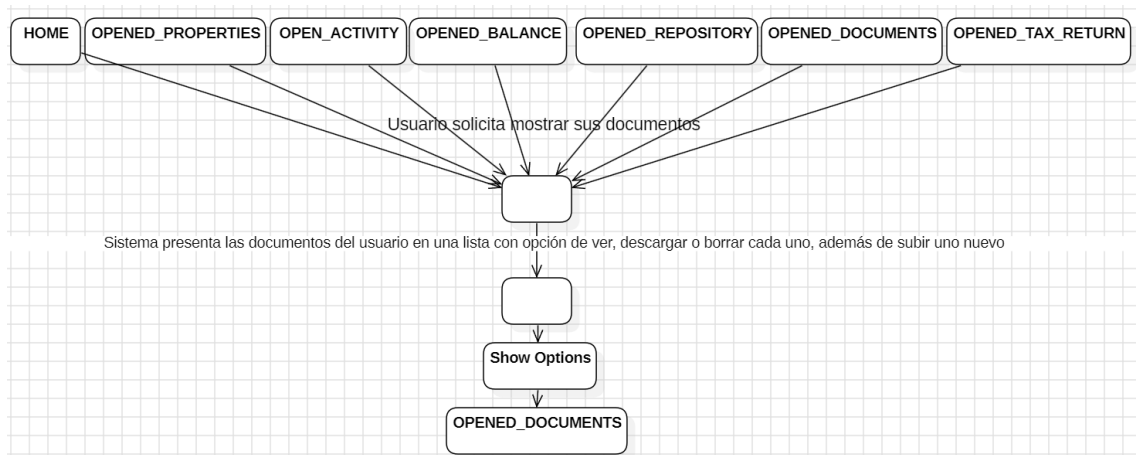 HOME OPENED_PROPERTIES OPEN_ACTIVITY OPENED_BALANCE OPENED_REPOSITORY OPENED_DOCUMENTS OPENED_TAX_RETURN
Usuario solicita mostrar sus documentos
Sistema presenta las documentos del usuario en una lista con opción de ver, descargar o borrar cada uno, además de subir uno nuevo
Show Options
OPENED_DOCUMENTS